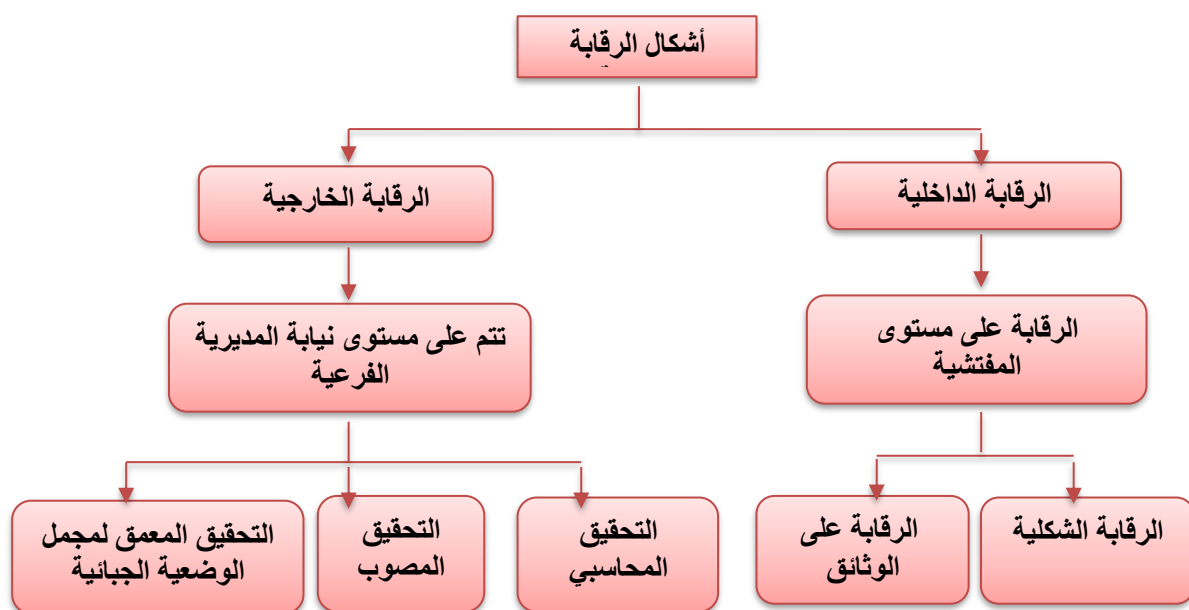 أشكال الرقابة
الرقابة الداخلية
الرقابة الخارجية
الرقابة على مستوى
المفتشية
تتم على مستوى نيابة المديرية
الفرعية
الرقابة الشكلية
الرقابة على
الوثائق
التحقيق
المحاسبي
التحقيق
المصوب
التحقيق المعمق لمجمل
الوضعية الجبائية